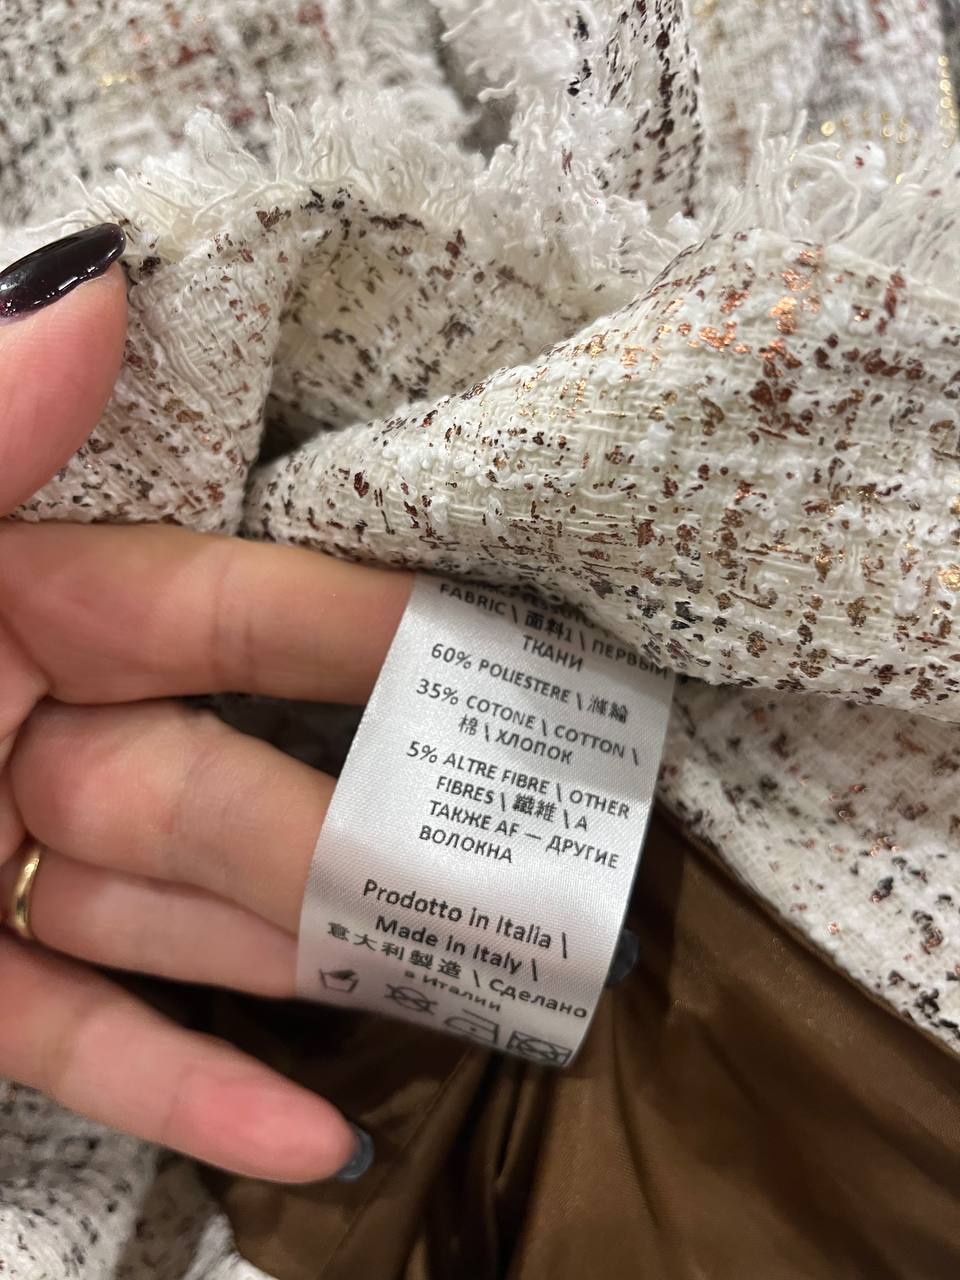 FABRIC \ 面料1 \ ПЕРВЫЙ
ТКАНИ
60% POLIESTERE \ 滌綸
35% COTONE \ COTTON \
棉 \ ХЛОПОК
5% ALTRE FIBRE \ OTHER
FIBRES \ 纖維 \ А
ТАКЖЕ AF — ДРУГИЕ
ВОЛОКНА
Prodotto in Italia \
Made in Italy \
意大利製造 \ Сделано
в Италии